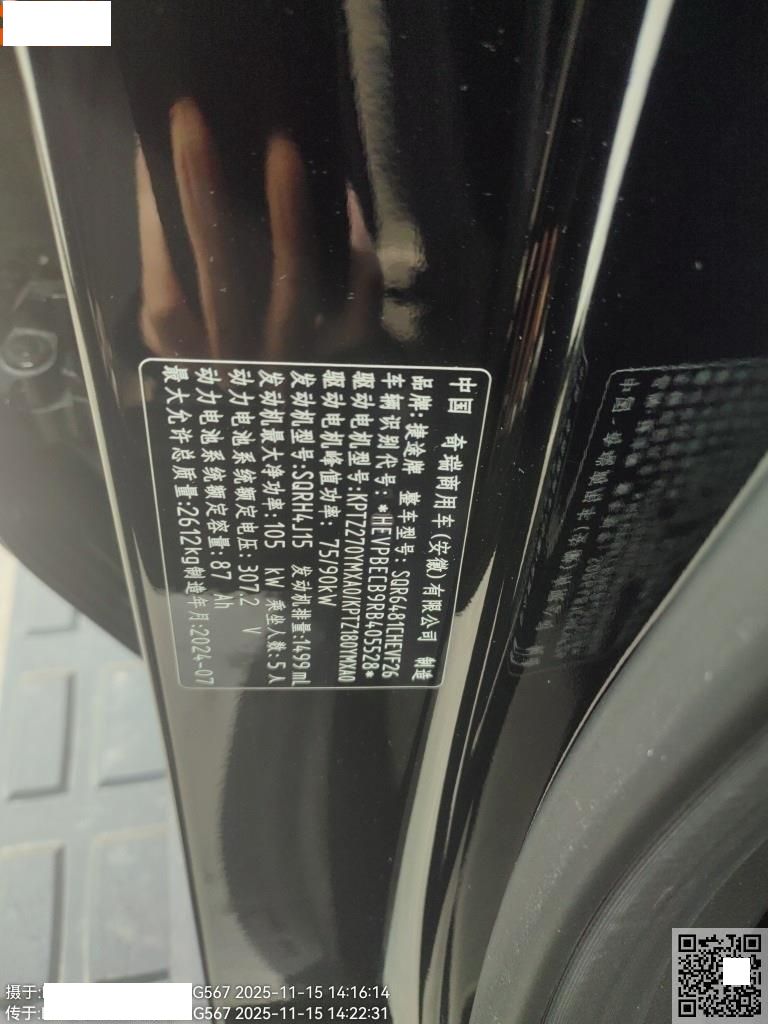 中国 奇瑞商用车(安徽)有限公司 制造
品牌:捷途牌 整车型号:SQR6481CHEVF26
车辆识别代号:*HEVPBECB9RB405528*
驱动电机型号:KPTZ270YMXA0/KPTZ180YMXA0
驱动电机峰值功率: 75/90kW
发动机型号:SQRH4J15 发动机排量:1499mL
发动机最大净功率:105 kW 乘坐人数:5人
动力电池系统额定电压:307.2 V
动力电池系统额定容量:87 Ah
最大允许总质量:2612kg制造年月:2024-07
摄于:
G567 2025-11-15 14:16:14
传于:
G567 2025-11-15 14:22:31